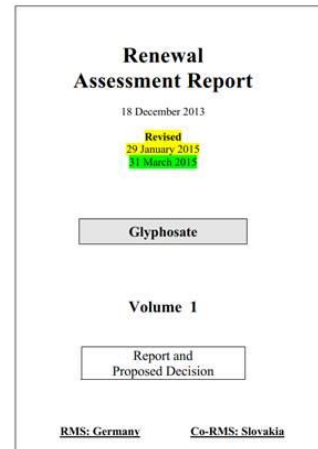 Renewal
Assessment Report
18 December 2013
Revised
29 January 2015
31 March 2015
Glyphosate
Volume 1
Report and
Proposed Decision
RMS: Germany Co-RMS: Slovakia